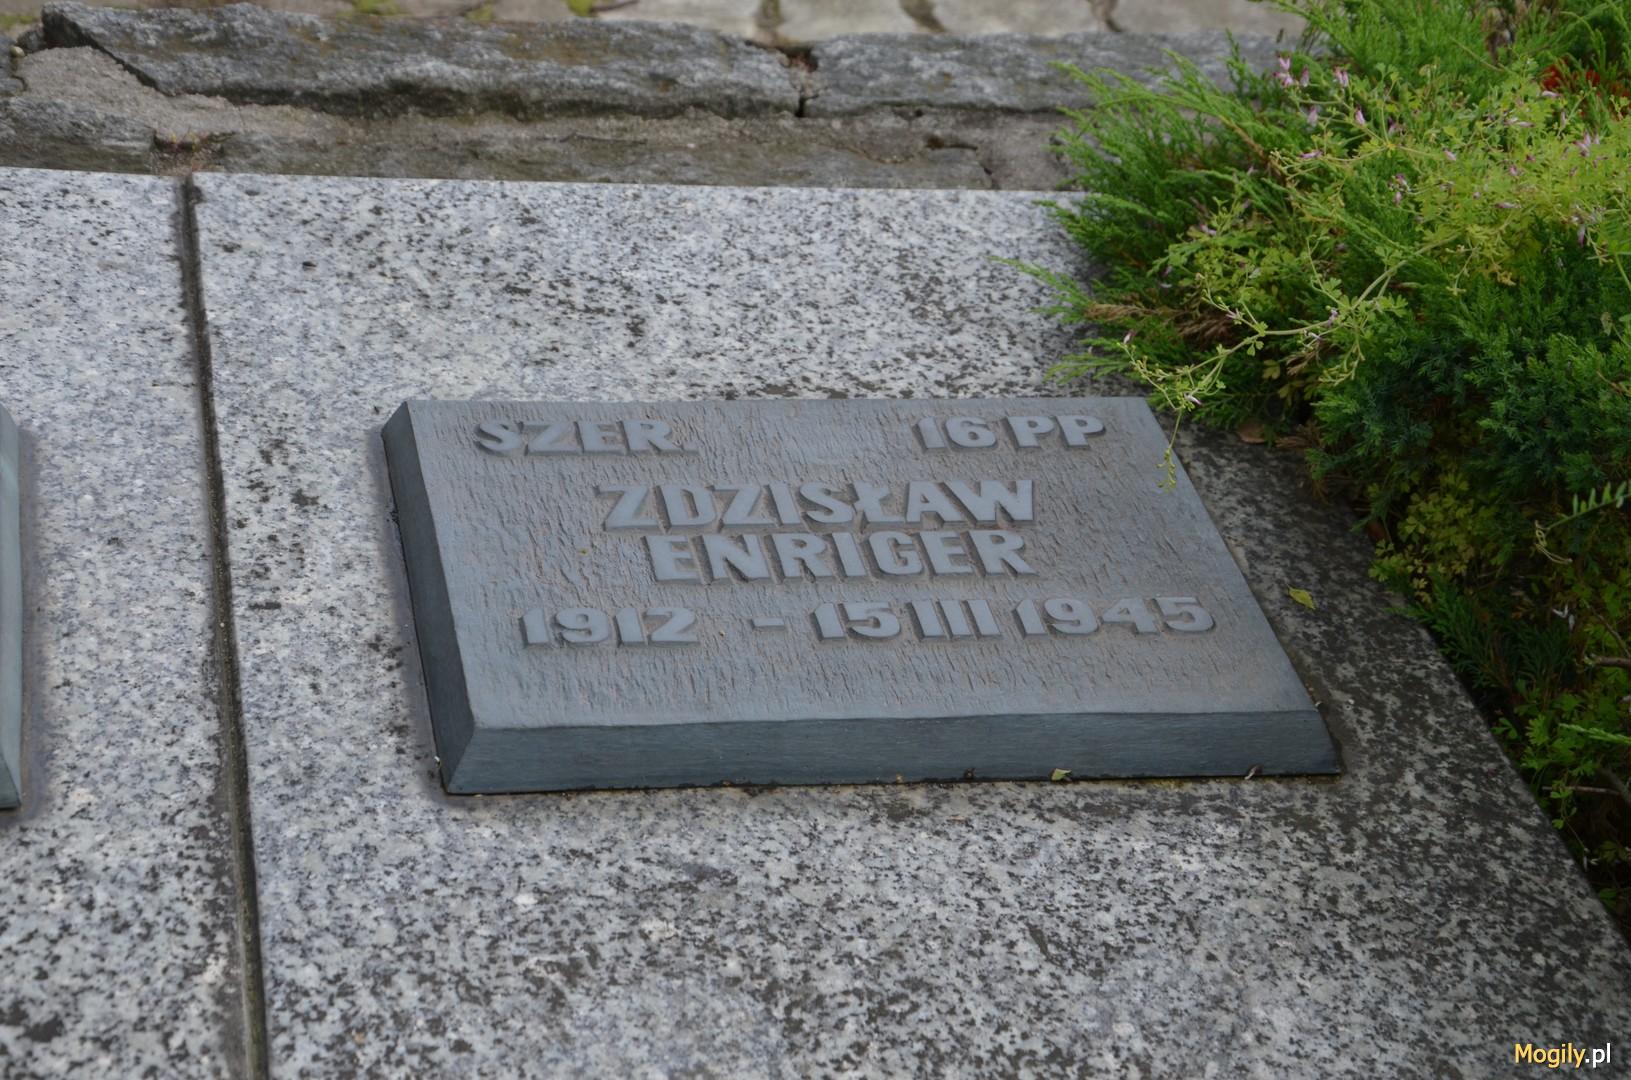 SZER. 16 PP
ZDZISŁAW
ENRIGER
1912 - 15 III 1945
Mogily.pl